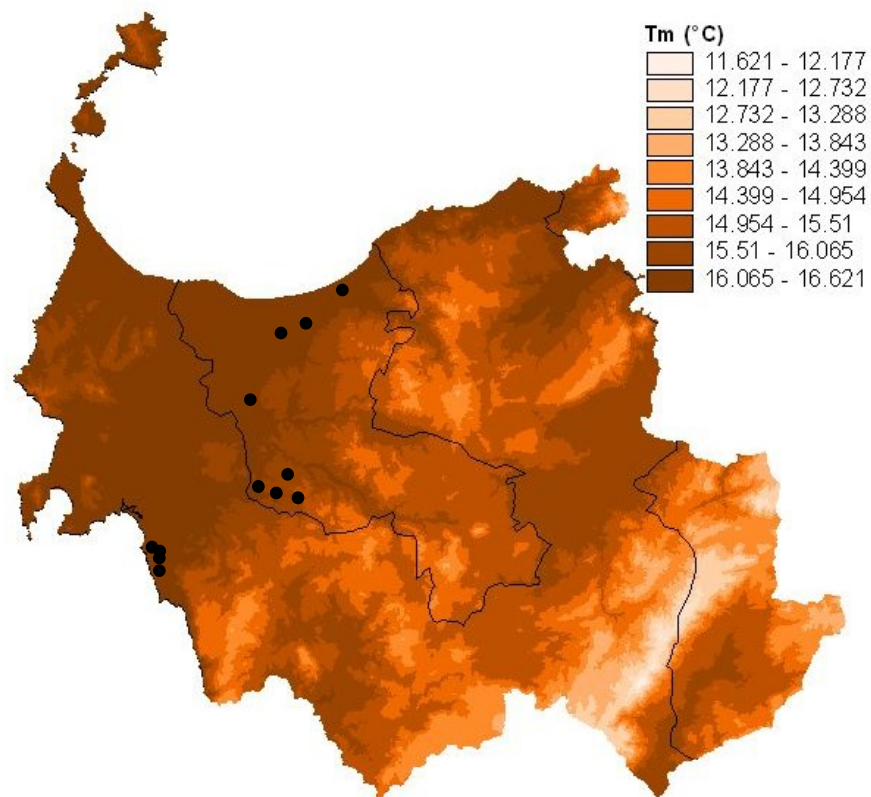 Tm (°C)
11.621 - 12.177
12.177 - 12.732
12.732 - 13.288
13.288 - 13.843
13.843 - 14.399
14.399 - 14.954
14.954 - 15.51
15.51 - 16.065
16.065 - 16.621